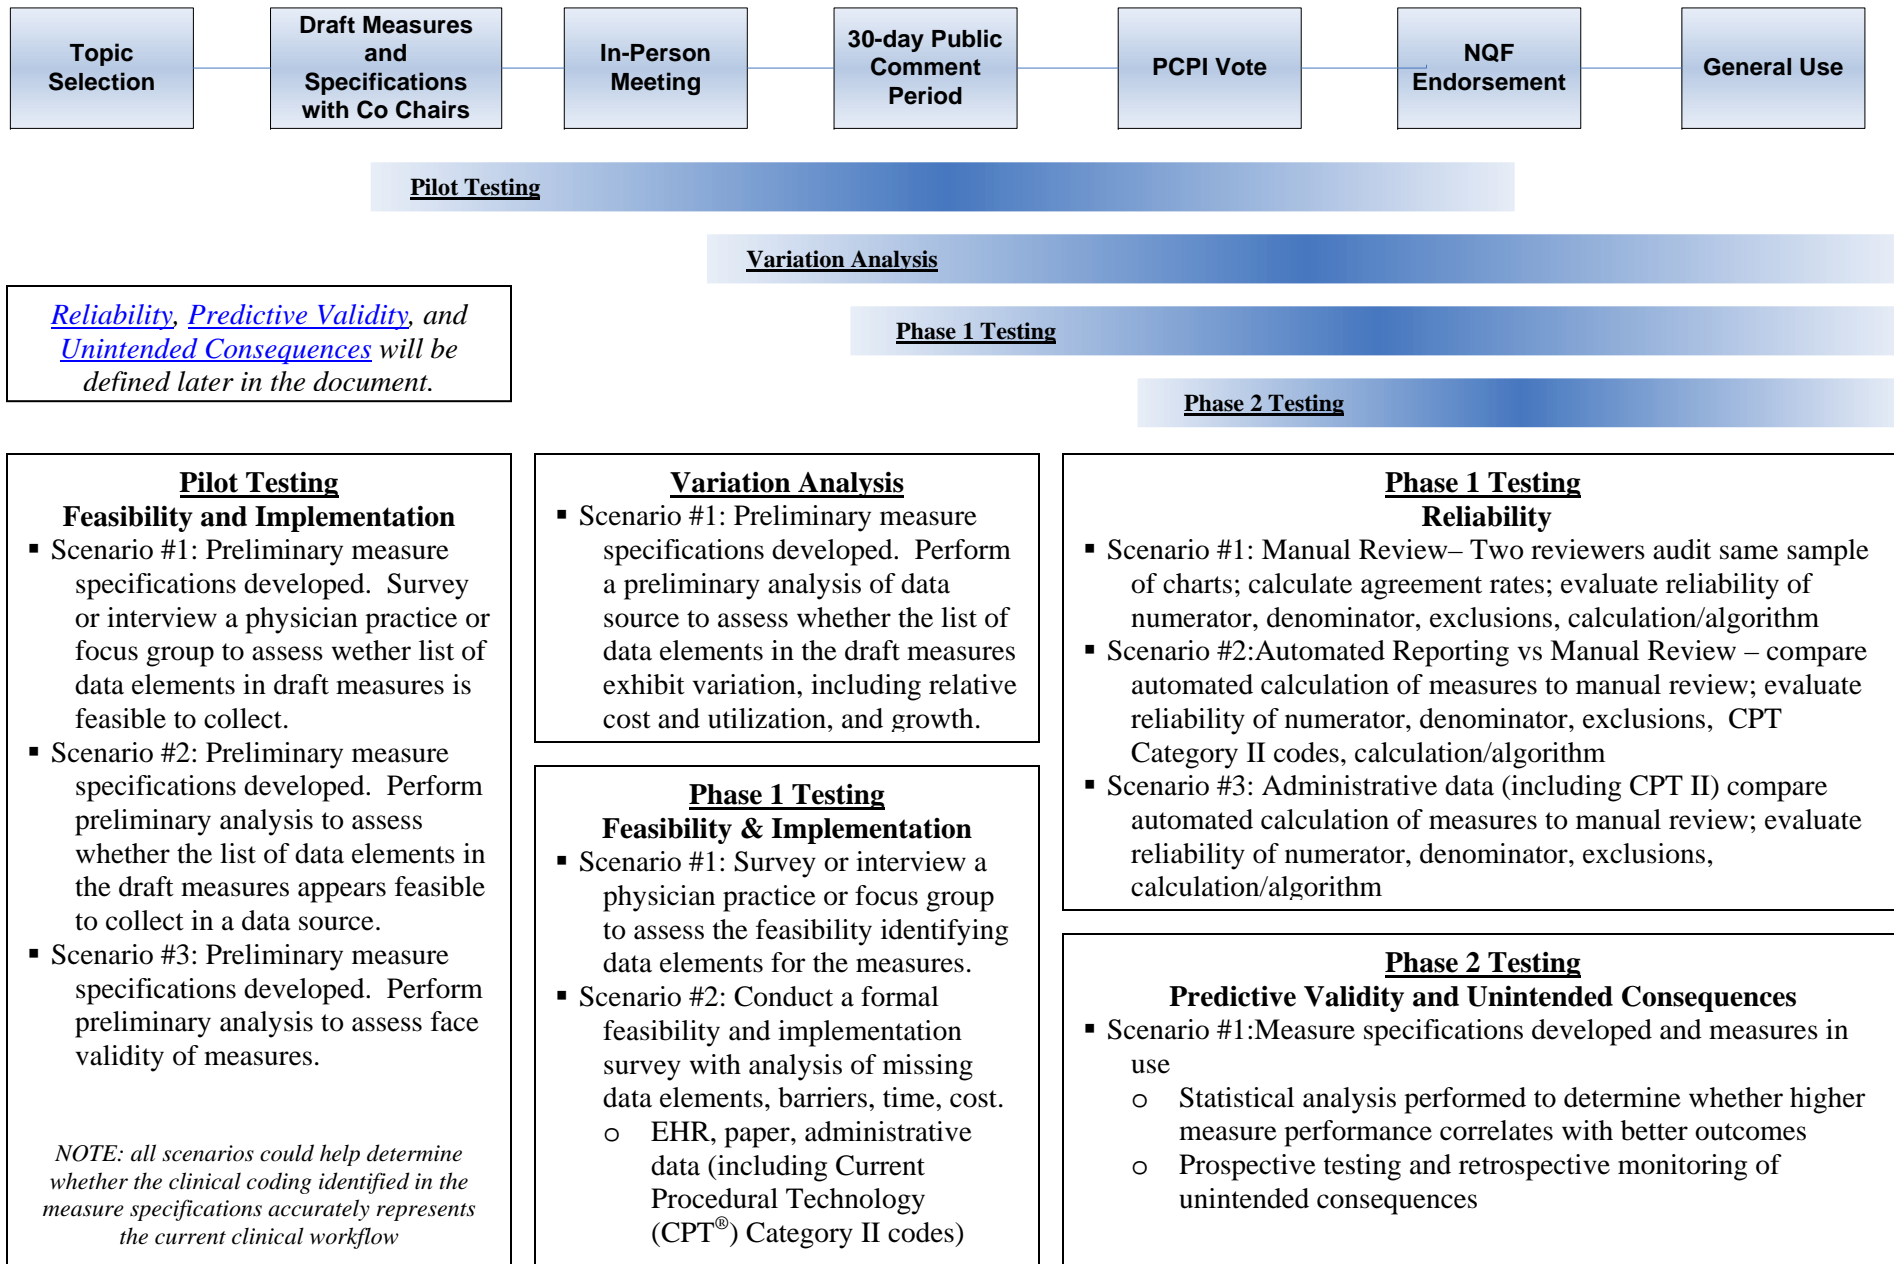 Topic
Selection
Draft Measures
and
Specifications
with Co Chairs
In-Person
Meeting
30-day Public
Comment
Period
PCPI Vote
NQF
Endorsement
General Use
Pilot Testing
Variation Analysis
Phase 1 Testing
Phase 2 Testing
Reliability, Predictive Validity, and
Unintended Consequences will be
defined later in the document.
Pilot Testing
Feasibility and Implementation
▪ Scenario #1: Preliminary measure
specifications developed.  Survey
or interview a physician practice or
focus group to assess wether list of
data elements in draft measures is
feasible to collect.
▪ Scenario #2: Preliminary measure
specifications developed.  Perform
preliminary analysis to assess
whether the list of data elements in
the draft measures appears feasible
to collect in a data source.
▪ Scenario #3: Preliminary measure
specifications developed.  Perform
preliminary analysis to assess face
validity of measures.
NOTE: all scenarios could help determine
whether the clinical coding identified in the
measure specifications accurately represents
the current clinical workflow
Variation Analysis
▪ Scenario #1: Preliminary measure
specifications developed.  Perform
a preliminary analysis of data
source to assess whether the list of
data elements in the draft measures
exhibit variation, including relative
cost and utilization, and growth.
Phase 1 Testing
Feasibility & Implementation
▪ Scenario #1: Survey or interview a
physician practice or focus group
to assess the feasibility identifying
data elements for the measures.
▪ Scenario #2: Conduct a formal
feasibility and implementation
survey with analysis of missing
data elements, barriers, time, cost.
o EHR, paper, administrative
data (including Current
Procedural Technology
(CPT®) Category II codes)
Phase 1 Testing
Reliability
▪ Scenario #1: Manual Review– Two reviewers audit same sample
of charts; calculate agreement rates; evaluate reliability of
numerator, denominator, exclusions, calculation/algorithm
▪ Scenario #2:Automated Reporting vs Manual Review – compare
automated calculation of measures to manual review; evaluate
reliability of numerator, denominator, exclusions,  CPT
Category II codes, calculation/algorithm
▪ Scenario #3: Administrative data (including CPT II) compare
automated calculation of measures to manual review; evaluate
reliability of numerator, denominator, exclusions,
calculation/algorithm
Phase 2 Testing
Predictive Validity and Unintended Consequences
▪ Scenario #1:Measure specifications developed and measures in
use
o Statistical analysis performed to determine whether higher
measure performance correlates with better outcomes
o Prospective testing and retrospective monitoring of
unintended consequences